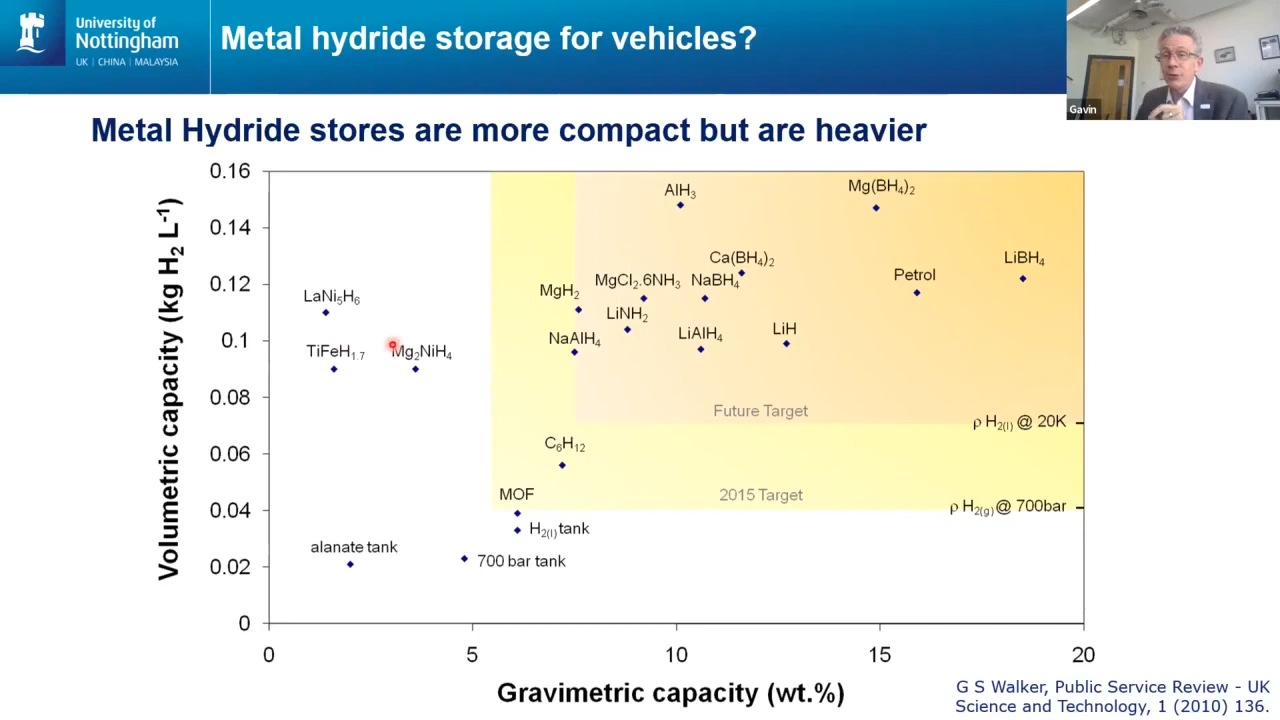 University of
Nottingham
UK | CHINA | MALAYSIA
Metal hydride storage for vehicles?
Gavin
Metal Hydride stores are more compact but are heavier
Volumetric capacity (kg H₂ L⁻¹)
0.16
0.14
0.12
0.1
0.08
0.06
0.04
0.02
0
AlH₃
Mg(BH₄)₂
Ca(BH₄)₂
LiBH₄
Petrol
MgCl₂.6NH₃
NaBH₄
MgH₂
LaNi₅H₆
LiNH₂
LiAlH₄
LiH
NaAlH₄
TiFeH₁.₇
Mg₂NiH₄
Future Target
ρ H₂₍ₗ₎ @ 20K
C₆H₁₂
MOF
2015 Target
ρ H₂₍g₎ @ 700bar
H₂₍ₗ₎ tank
alanate tank
700 bar tank
0 5 10 15 20
Gravimetric capacity (wt.%)
G S Walker, Public Service Review - UK
Science and Technology, 1 (2010) 136.